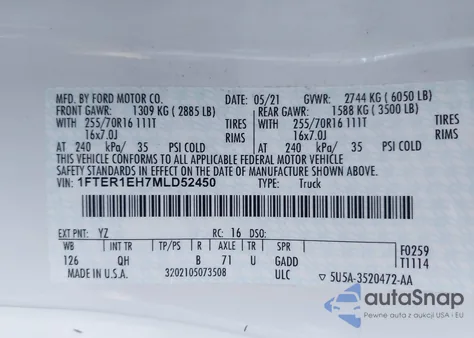 MFD. BY FORD MOTOR CO. DATE: 05/21 GVWR: 2744 KG ( 6050 LB)
FRONT GAWR: 1309 KG ( 2885 LB) REAR GAWR: 1588 KG ( 3500 LB)
WITH 255/70R16 111T TIRES WITH 255/70R16 111T TIRES
16x7.0J RIMS 16x7.0J RIMS
AT 240 kPa/ 35 PSI COLD AT 240 kPa/ 35 PSI COLD
THIS VEHICLE CONFORMS TO ALL APPLICABLE FEDERAL MOTOR VEHICLE
SAFETY STANDARDS IN EFFECT ON THE DATE OF MANUFACTURE SHOWN ABOVE.
VIN: 1FTER1EH7MLD52450 TYPE: Truck
EXT PNT: YZ RC: 16 DSO:
WB INT TR TP/PS R AXLE TR SPR F0259
126 QH B 71 U GADD T1114
MADE IN U.S.A. 3202105073508 ULC 5U5A-3520472-AA
autoSnap
Pewne auta z aukcji USA i EU